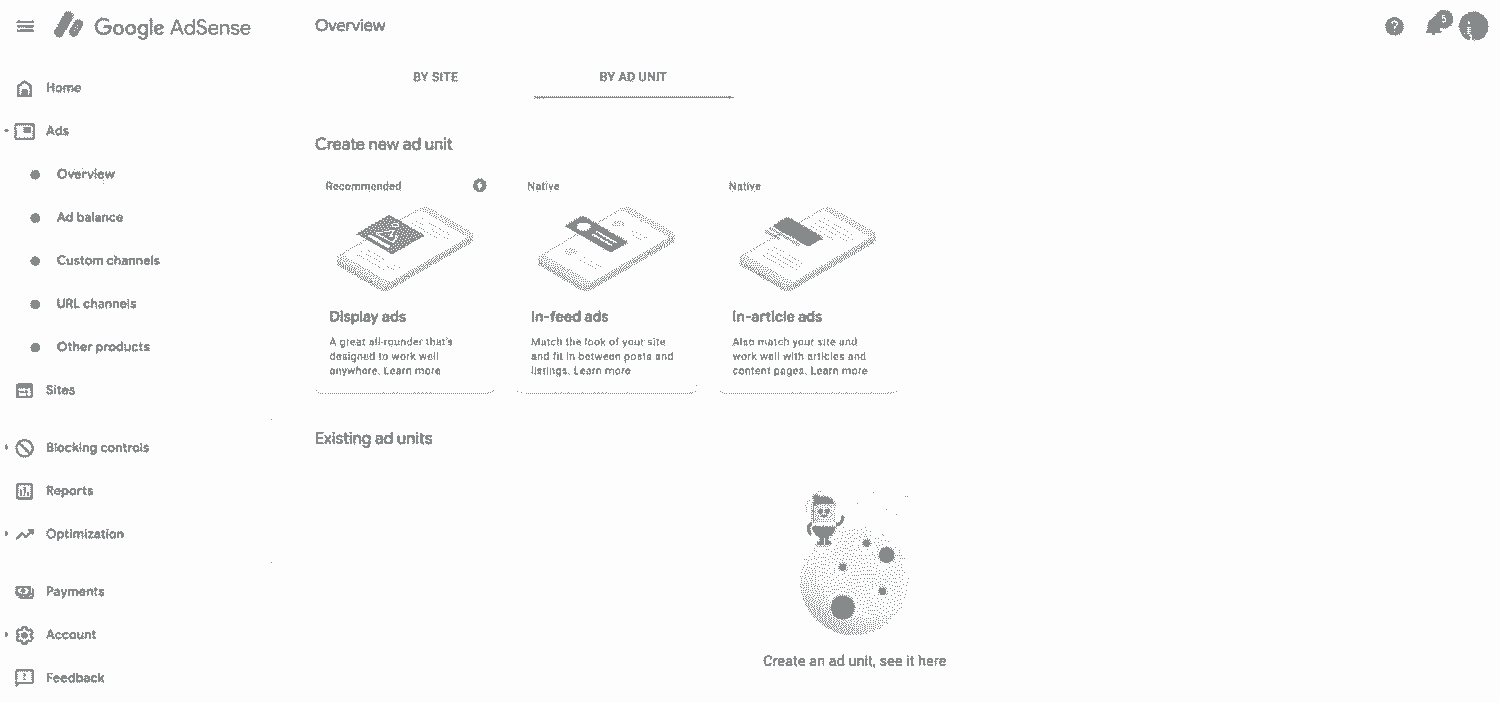 Google AdSense
Overview
5
BY SITE
BY AD UNIT
Home
Ads
Overview
Ad balance
Custom channels
URL channels
Other products
Sites
Blocking controls
Reports
Optimization
Payments
Account
Feedback
Create new ad unit
Recommended
Display ads
A great all-rounder that's
designed to work well
anywhere. Learn more
Native
In-feed ads
Match the look of your site
and fit in between posts and
listings. Learn more
Native
In-article ads
Also match your site and
work well with articles and
content pages. Learn more
Existing ad units
Create an ad unit, see it here